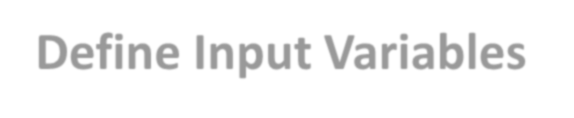 Define Input Variables